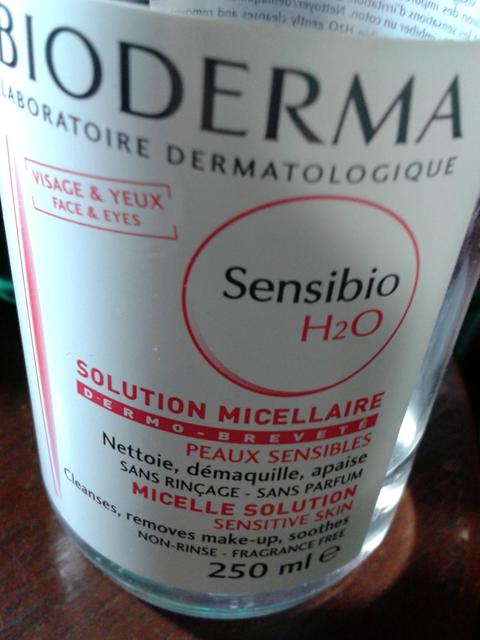 BIODERMA
LABORATOIRE DERMATOLOGIQUE
VISAGE & YEUX
FACE & EYES
Sensibio
H2O
SOLUTION MICELLAIRE
DERMO-BREVETÉ
PEAUX SENSIBLES
Nettoie, démaquille, apaise
SANS RINÇAGE - SANS PARFUM
MICELLE SOLUTION
SENSITIVE SKIN
Cleanses, removes make-up, soothes
NON-RINSE - FRAGRANCE FREE
250 ml e